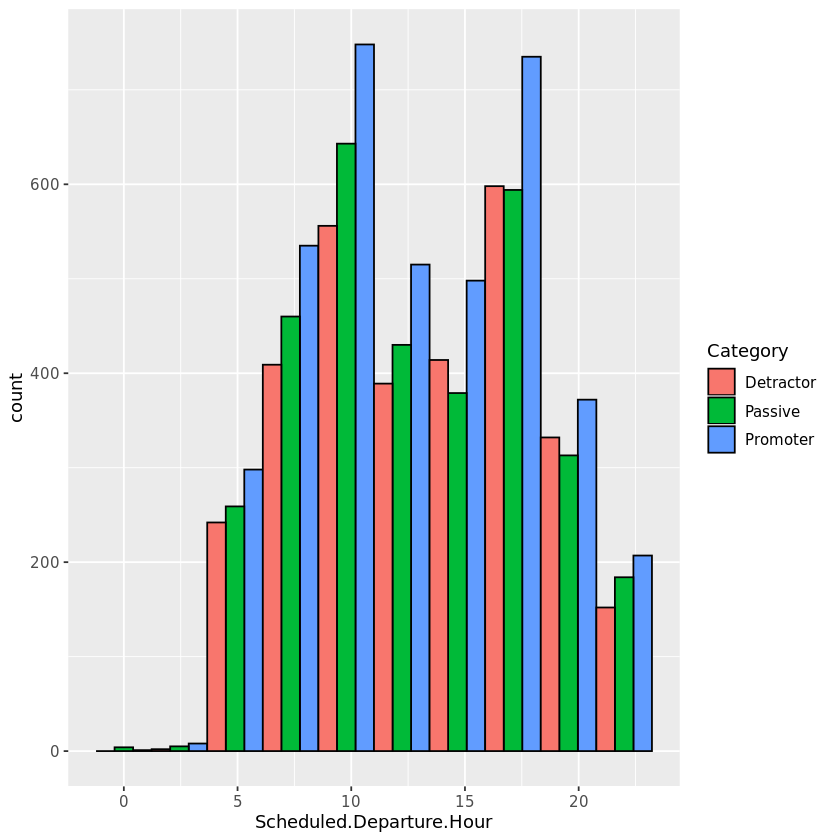 600
400
200
0
count
0 5 10 15 20
Scheduled.Departure.Hour
Category
Detractor
Passive
Promoter